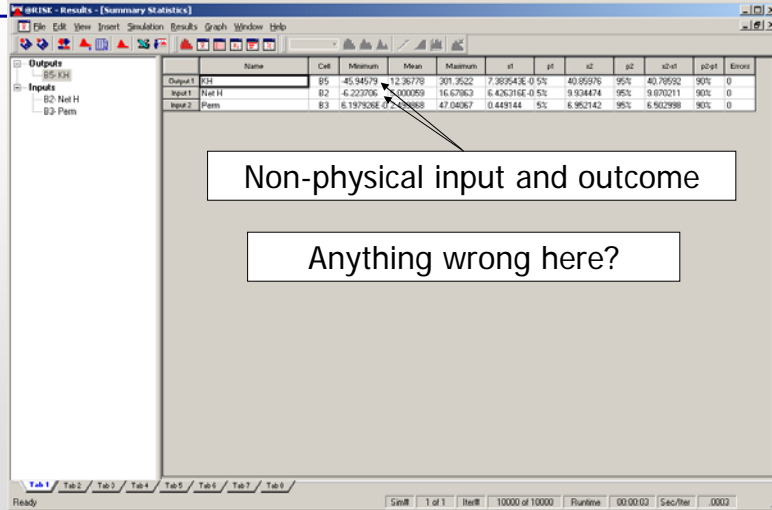 @RISK - Results - [Summary Statistics]
File Edit View Insert Simulation Results Graph Window Help
Outputs
B5- KH
Inputs
B2- Net H
B3- Perm
Name Cell Minimum Mean Maximum x1 p1 x2 p2 x2-x1 p2-p1 Errors
Output 1 KH B5 -45.94579 12.36778 301.3522 7.383543E-0 5% 40.85976 95% 40.78592 90% 0
Input 1 Net H B2 -6.223706 5.000059 16.67863 6.426316E-0 5% 9.934474 95% 9.870211 90% 0
Input 2 Perm B3 6.197926E-0 2.499868 47.04067 0.449144 5% 6.952142 95% 6.502998 90% 0
Non-physical input and outcome
Anything wrong here?
Tab 1 Tab 2 Tab 3 Tab 4 Tab 5 Tab 6 Tab 7 Tab 8
Ready Sim# 1 of 1 Iter# 10000 of 10000 Runtime 00:00:03 Sec/Iter .0003